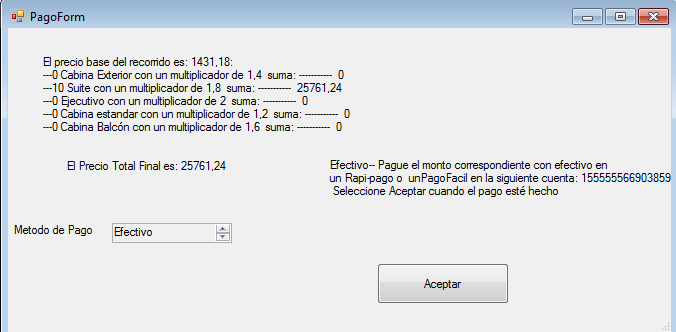 PagoForm
El precio base del recorrido es: 1431,18:
---0 Cabina Exterior con un multiplicador de 1,4 suma: ---------- 0
---10 Suite con un multiplicador de 1,8 suma: ---------- 25761,24
---0 Ejecutivo con un multiplicador de 2 suma: ---------- 0
---0 Cabina estandar con un multiplicador de 1,2 suma: ---------- 0
---0 Cabina Balcón con un multiplicador de 1,6 suma: ---------- 0
El Precio Total Final es: 25761,24
Efectivo-- Pague el monto correspondiente con efectivo en
un Rapi-pago o unPagoFacil en la siguiente cuenta: 155555566903859
Seleccione Aceptar cuando el pago esté hecho
Metodo de Pago
Efectivo
Aceptar